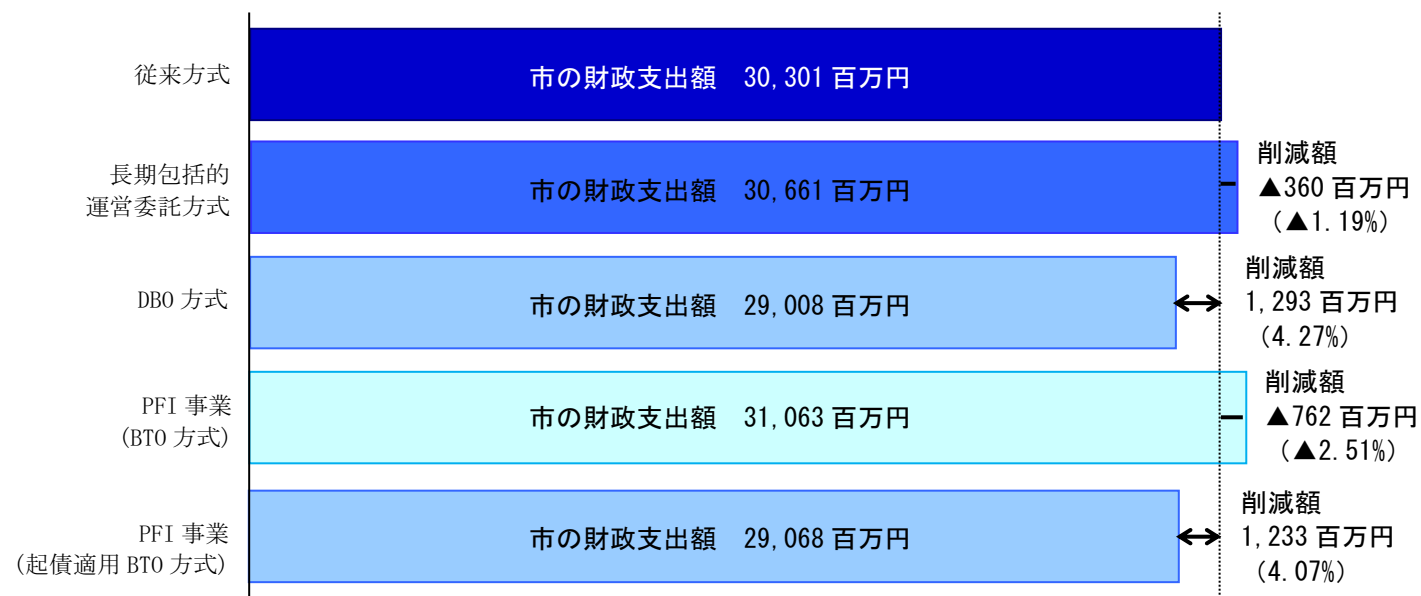 従来方式
市の財政支出額 30,301 百万円
長期包括的
運営委託方式
市の財政支出額 30,661 百万円
削減額
▲360 百万円
(▲1.19%)
DBO 方式
市の財政支出額 29,008 百万円
削減額
1,293 百万円
(4.27%)
PFI 事業
(BTO 方式)
市の財政支出額 31,063 百万円
削減額
▲762 百万円
(▲2.51%)
PFI 事業
(起債適用 BTO 方式)
市の財政支出額 29,068 百万円
削減額
1,233 百万円
(4.07%)